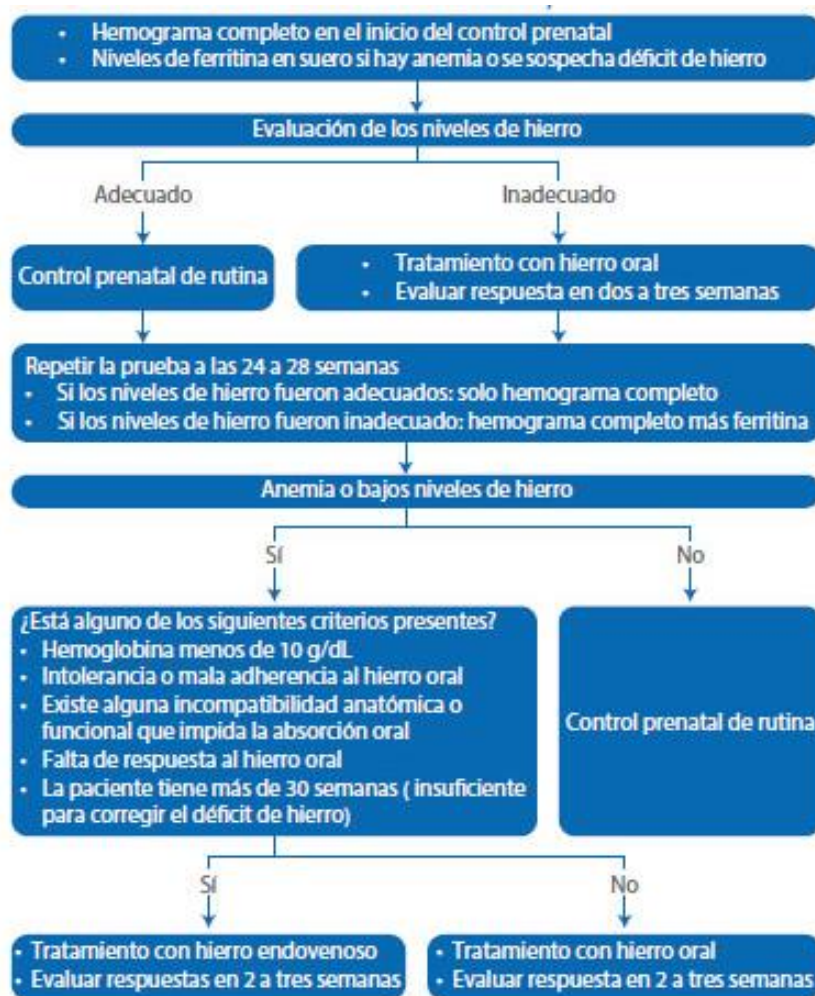 • Hemograma completo en el inicio del control prenatal
• Niveles de ferritina en suero si hay anemia o se sospecha déficit de hierro
Evaluación de los niveles de hierro
Adecuado
Inadecuado
Control prenatal de rutina
• Tratamiento con hierro oral
• Evaluar respuesta en dos a tres semanas
Repetir la prueba a las 24 a 28 semanas
• Si los niveles de hierro fueron adecuados: solo hemograma completo
• Si los niveles de hierro fueron inadecuado: hemograma completo más ferritina
Anemia o bajos niveles de hierro
Sí
No
¿Está alguno de los siguientes criterios presentes?
• Hemoglobina menos de 10 g/dL
• Intolerancia o mala adherencia al hierro oral
• Existe alguna incompatibilidad anatómica o
funcional que impida la absorción oral
• Falta de respuesta al hierro oral
• La paciente tiene más de 30 semanas ( insuficiente
para corregir el déficit de hierro)
Control prenatal de rutina
Sí
No
• Tratamiento con hierro endovenoso
• Evaluar respuestas en 2 a tres semanas
• Tratamiento con hierro oral
• Evaluar respuesta en 2 a tres semanas